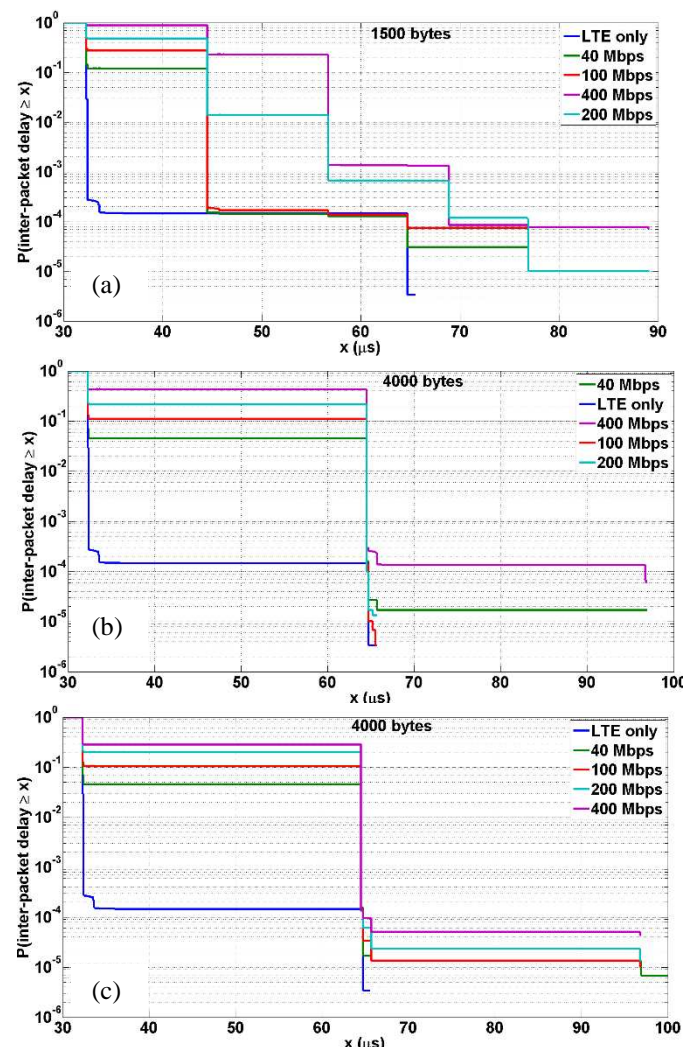 10^0
1500 bytes
LTE only
40 Mbps
100 Mbps
400 Mbps
200 Mbps
10^-1
10^-2
10^-3
10^-4
10^-5
10^-6
P(inter-packet delay ≥ x)
(a)
30 40 50 60 70 80 90
x (μs)
10^0
4000 bytes
40 Mbps
LTE only
400 Mbps
100 Mbps
200 Mbps
10^-1
10^-2
10^-3
10^-4
10^-5
10^-6
P(inter-packet delay ≥ x)
(b)
30 40 50 60 70 80 90 100
x (μs)
10^0
4000 bytes
LTE only
40 Mbps
100 Mbps
200 Mbps
400 Mbps
10^-1
10^-2
10^-3
10^-4
10^-5
10^-6
P(inter-packet delay ≥ x)
(c)
30 40 50 60 70 80 90 100
x (μs)